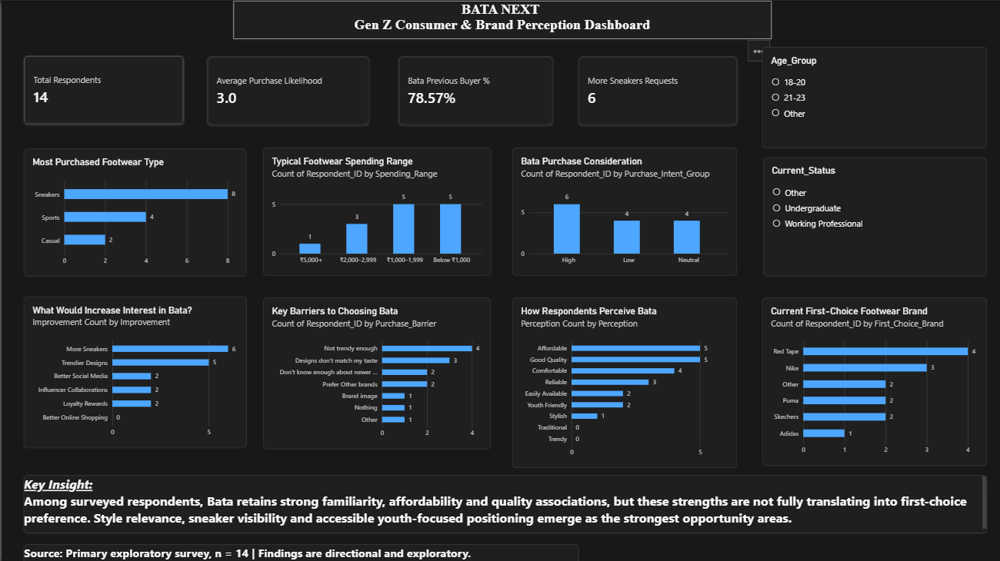 BATA NEXT
Gen Z Consumer & Brand Perception Dashboard
Total Respondents
14
Average Purchase Likelihood
3.0
Bata Previous Buyer %
78.57%
More Sneakers Requests
6
Age_Group
18-20
21-23
Other
Current_Status
Other
Undergraduate
Working Professional
Most Purchased Footwear Type
Sneakers 8
Sports 4
Casual 2
0 2 4 6 8
Typical Footwear Spending Range
Count of Respondent_ID by Spending_Range
5
0
1 3 5 5
₹5,000+ ₹2,000–2,999 ₹1,000–1,999 Below ₹1,000
Bata Purchase Consideration
Count of Respondent_ID by Purchase_Intent_Group
5
0
6 4 4
High Low Neutral
What Would Increase Interest in Bata?
Improvement Count by Improvement
More Sneakers 6
Trendier Designs 5
Better Social Media 2
Influencer Collaborations 2
Loyalty Rewards 2
Better Online Shopping 0
0 5
Key Barriers to Choosing Bata
Count of Respondent_ID by Purchase_Barrier
Not trendy enough 4
Designs don't match my taste 3
Don't know enough about newer ... 2
Prefer Other brands 2
Brand image 1
Nothing 1
Other 1
0 2 4
How Respondents Perceive Bata
Perception Count by Perception
Affordable 5
Good Quality 5
Comfortable 4
Reliable 3
Easily Available 2
Youth Friendly 2
Stylish 1
Traditional 0
Trendy 0
0 5
Current First-Choice Footwear Brand
Count of Respondent_ID by First_Choice_Brand
Red Tape 4
Nike 3
Other 2
Puma 2
Skechers 2
Adidas 1
0 1 2 3 4
Key Insight:
Among surveyed respondents, Bata retains strong familiarity, affordability and quality associations, but these strengths are not fully translating into first-choice
preference. Style relevance, sneaker visibility and accessible youth-focused positioning emerge as the strongest opportunity areas.
Source: Primary exploratory survey, n = 14 | Findings are directional and exploratory.